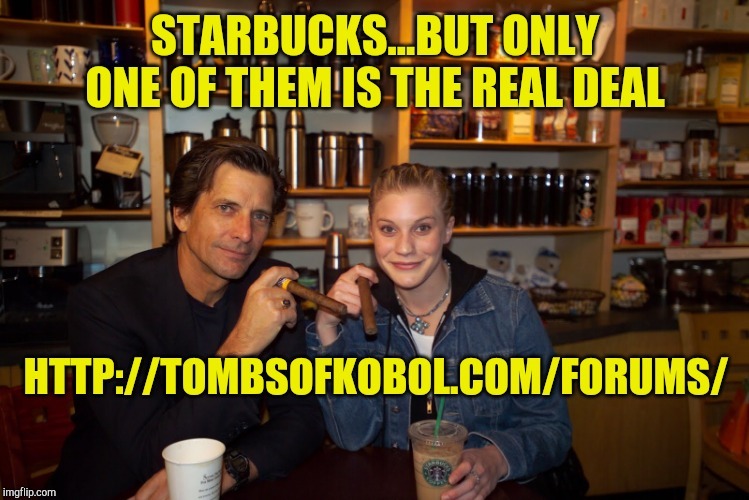 STARBUCKS...BUT ONLY
ONE OF THEM IS THE REAL DEAL
HTTP://TOMBSOFKOBOL.COM/FORUMS/
imgflip.com